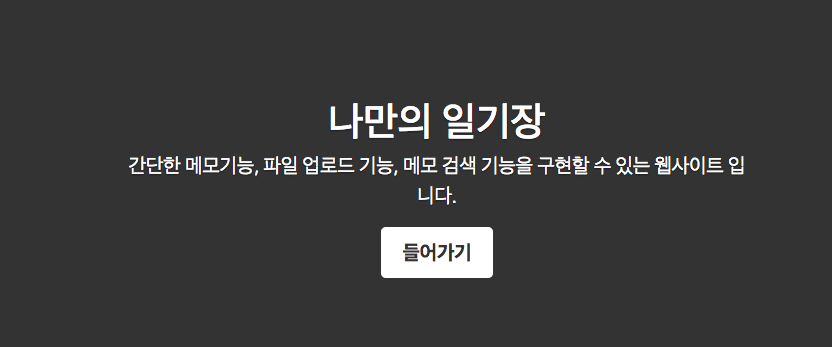 나만의 일기장
간단한 메모기능, 파일 업로드 기능, 메모 검색 기능을 구현할 수 있는 웹사이트 입
니다.
들어가기